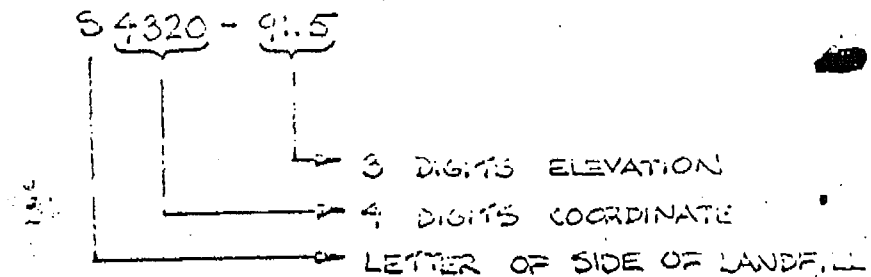 S 4320 - 91.5
3 DIGITS ELEVATION
4 DIGITS COORDINATE
LETTER OF SIDE OF LANDFILL